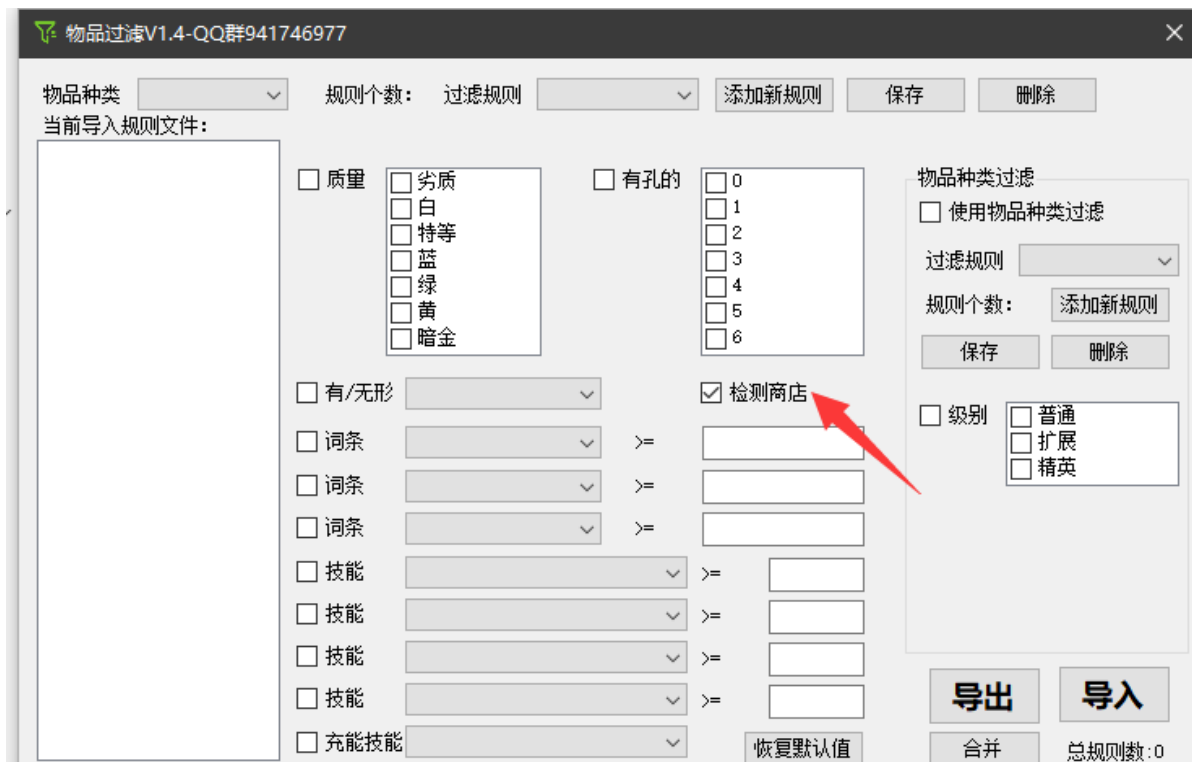 物品过滤V1.4-QQ群941746977
物品种类 规则个数： 过滤规则 添加新规则 保存 删除
当前导入规则文件：
质量
劣质
白
特等
蓝
绿
黄
暗金
有孔的
0
1
2
3
4
5
6
有/无形 检测商店
词条 >=
词条 >=
词条 >=
技能 >=
技能 >=
技能 >=
技能 >=
充能技能 恢复默认值
物品种类过滤
使用物品种类过滤
过滤规则
规则个数： 添加新规则
保存 删除
级别
普通
扩展
精英
导出 导入
合并 总规则数:0